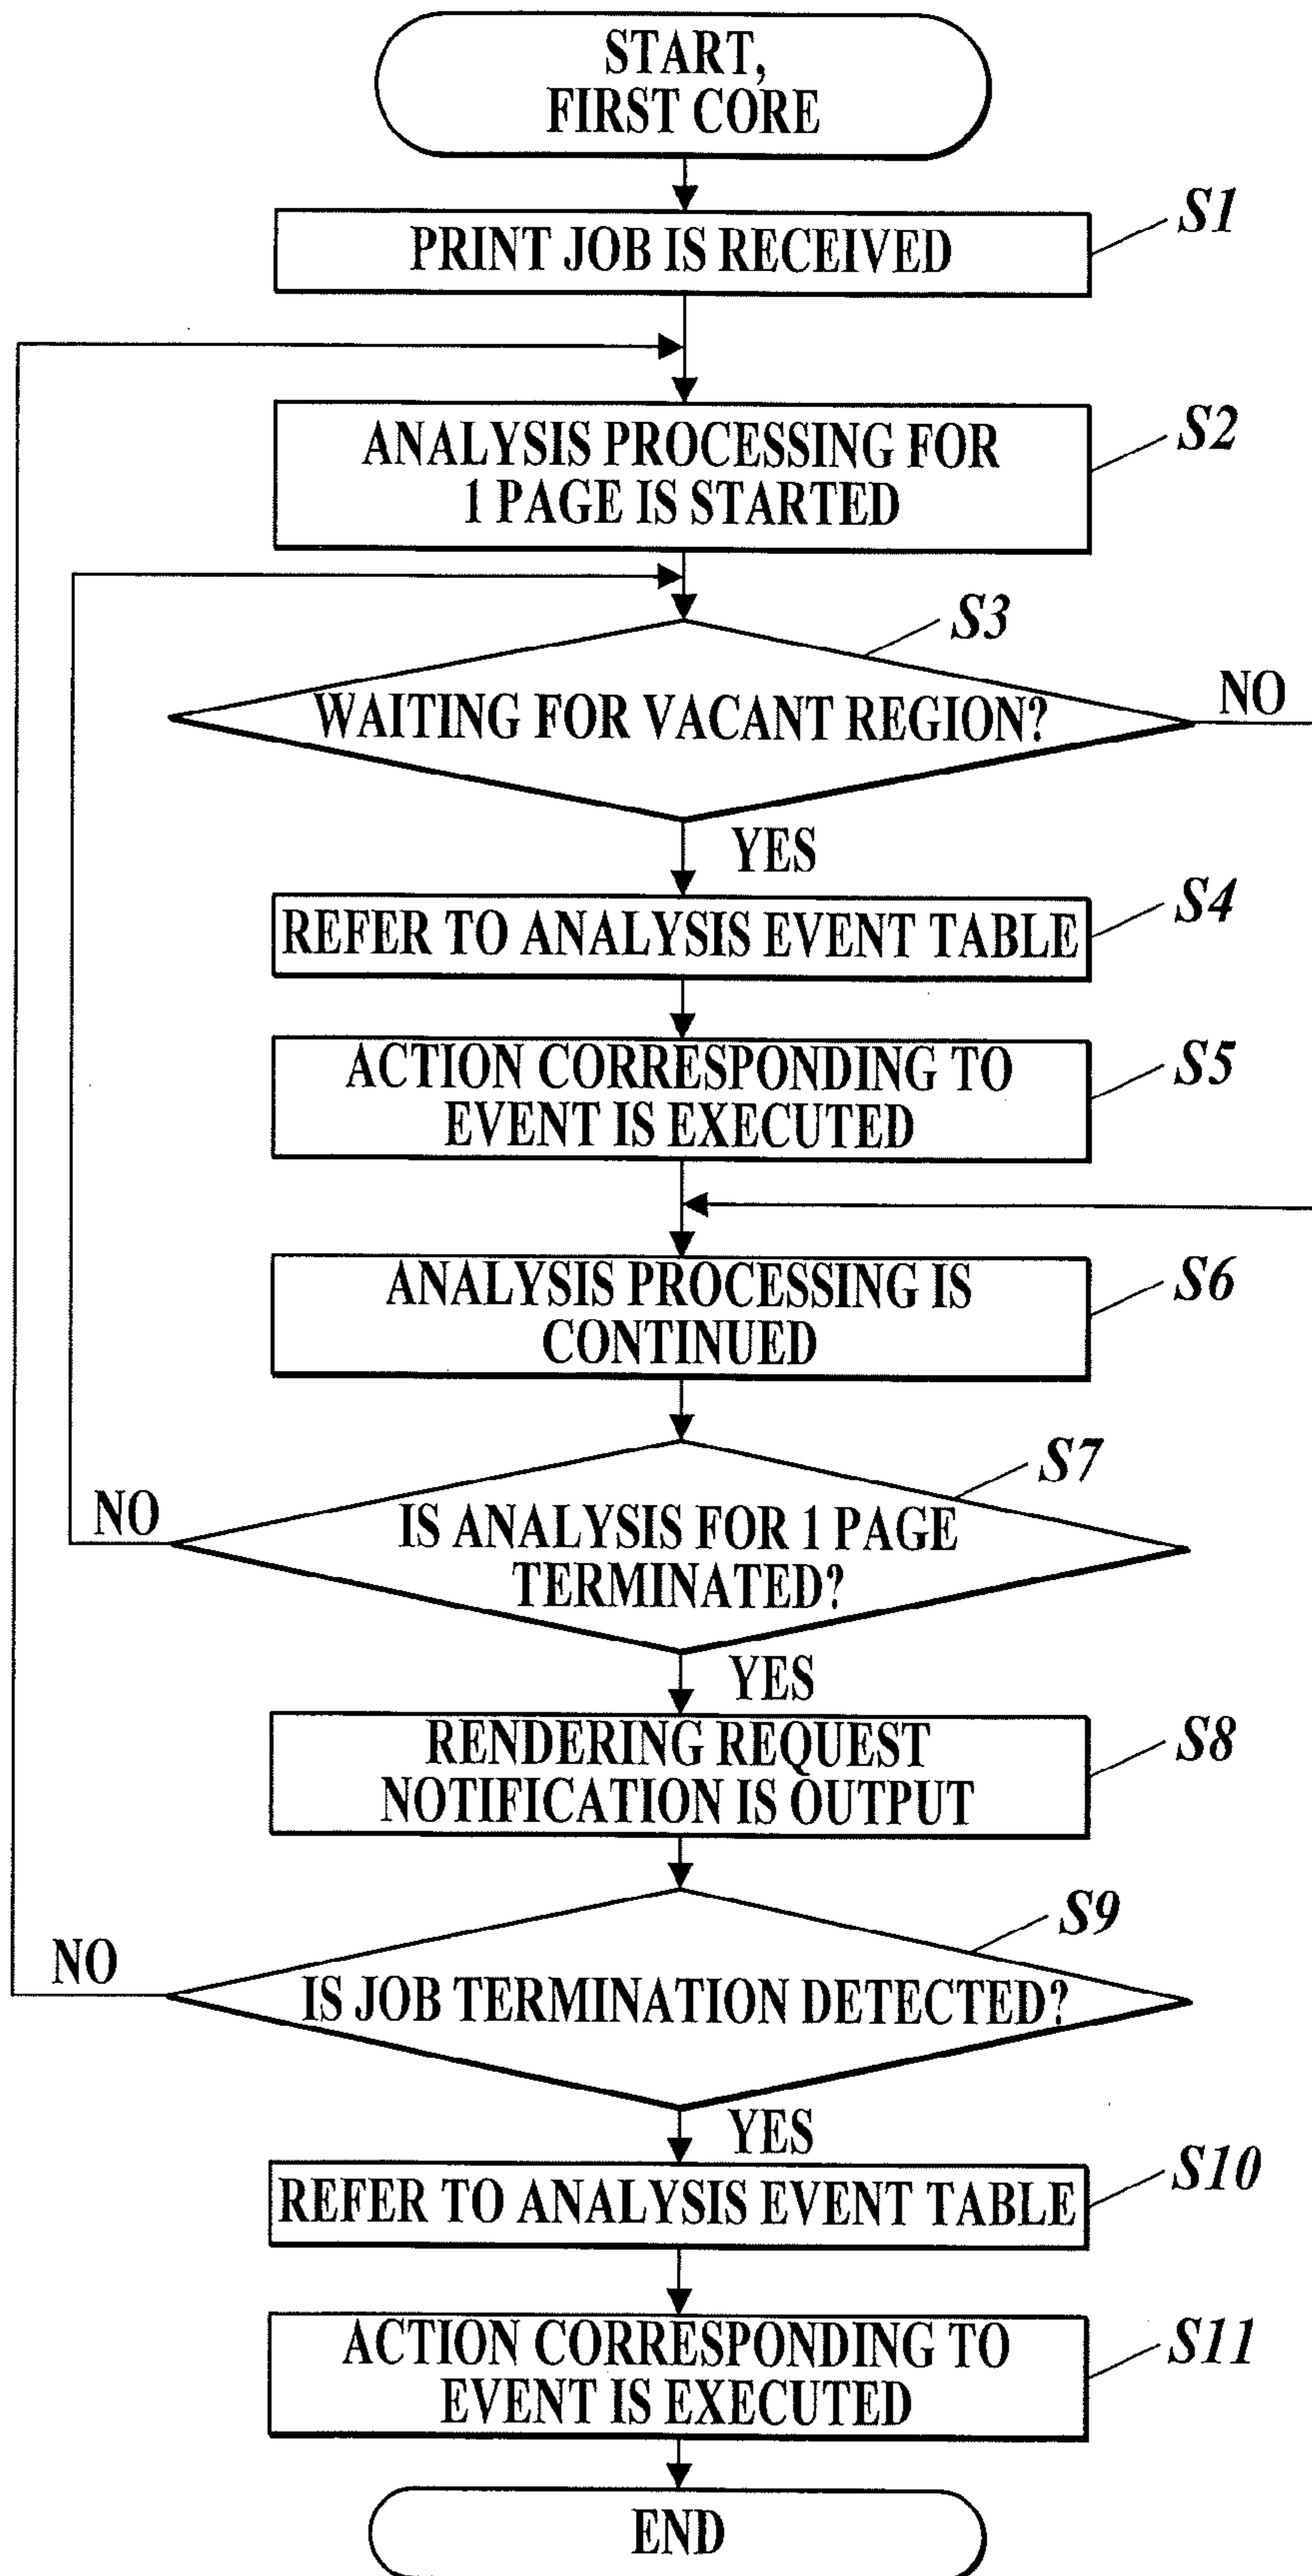 START,
FIRST CORE
S1
PRINT JOB IS RECEIVED
S2
ANALYSIS PROCESSING FOR
1 PAGE IS STARTED
S3
WAITING FOR VACANT REGION?
NO
YES
S4
REFER TO ANALYSIS EVENT TABLE
S5
ACTION CORRESPONDING TO
EVENT IS EXECUTED
S6
ANALYSIS PROCESSING IS
CONTINUED
S7
NO
IS ANALYSIS FOR 1 PAGE
TERMINATED?
YES
S8
RENDERING REQUEST
NOTIFICATION IS OUTPUT
S9
NO
IS JOB TERMINATION DETECTED?
YES
S10
REFER TO ANALYSIS EVENT TABLE
S11
ACTION CORRESPONDING TO
EVENT IS EXECUTED
END